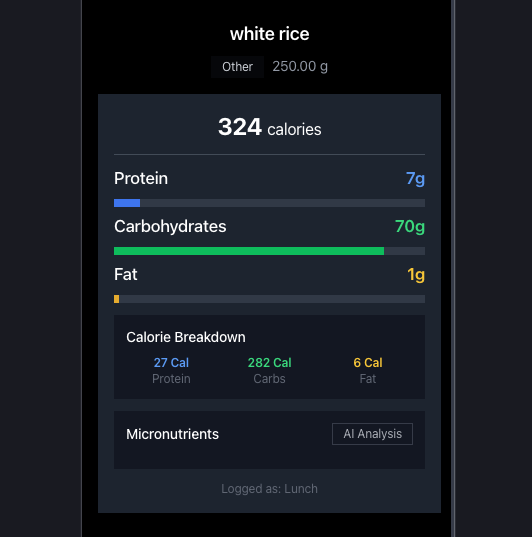 white rice
Other 250.00 g
324 calories
Protein 7g
Carbohydrates 70g
Fat 1g
Calorie Breakdown
27 Cal 282 Cal 6 Cal
Protein Carbs Fat
Micronutrients AI Analysis
Logged as: Lunch